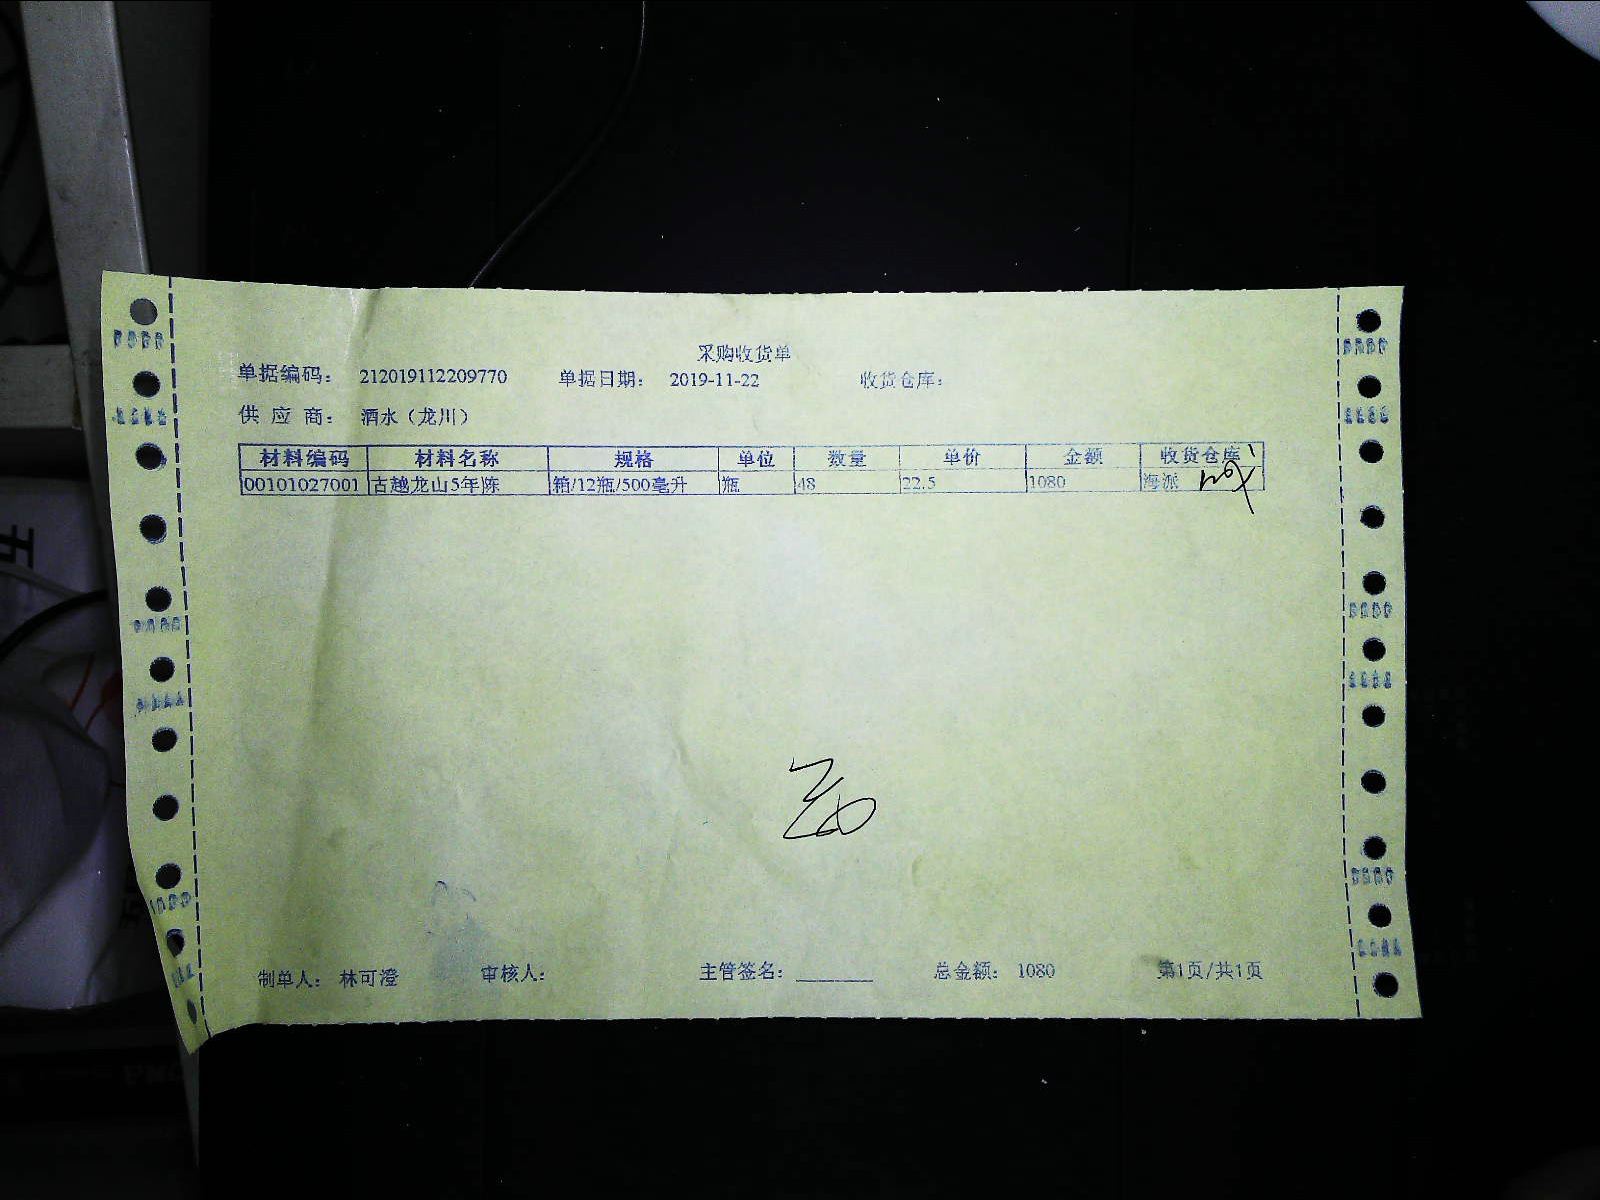 采购收货单
单据编码： 212019112209770 单据日期： 2019-11-22 收货仓库：
供应商： 酒水（龙川）
材料编码 材料名称 规格 单位 数量 单价 金额 收货仓库
00101027001 古越龙山5年陈 箱/12瓶/500毫升 瓶 48 22.5 1080 海派
制单人： 林可澄 审核人： 主管签名： 总金额： 1080 第1页/共1页